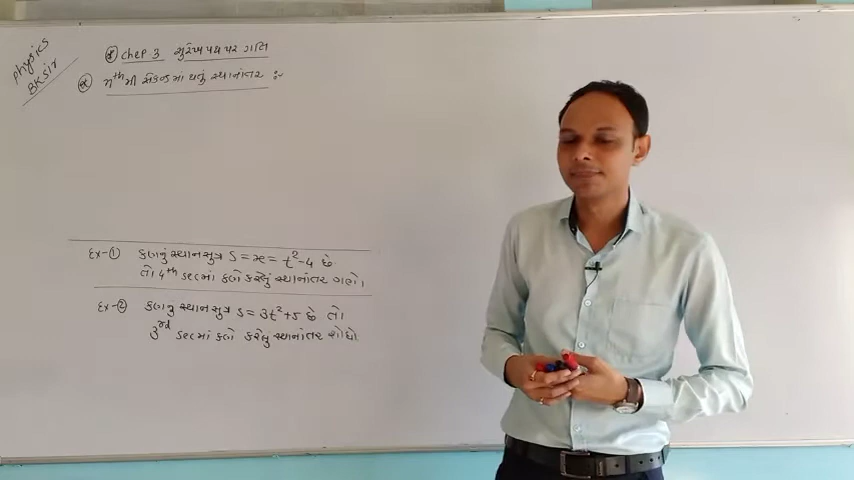 Physics
BKSir
* Chep 3 સુરેખ પથ પર ગતિ
* nth મી સેકન્ડમાં થતું સ્થાનાંતર :~
Ex-① કણનું સ્થાનસુત્ર S = x = t²-4 છે.
તો 4th secમાં કણે કરેલું સ્થાનાંતર ગણો.
Ex-② કણનું સ્થાનસુત્ર S = 3t²+5 છે તો
3rd secમાં કણે કરેલું સ્થાનાંતર શોધો.